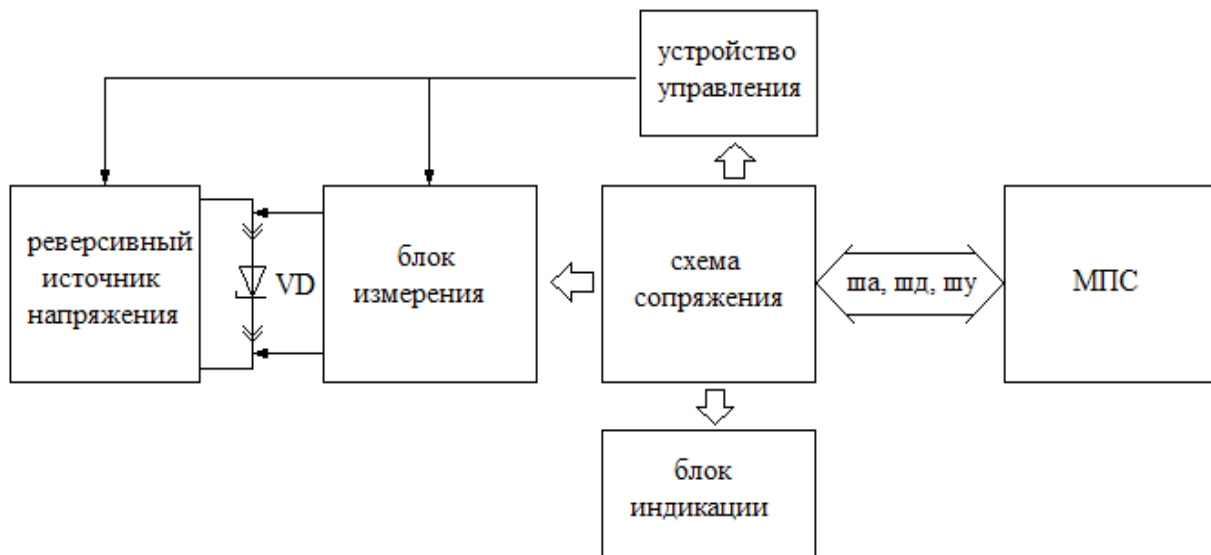 устройство
управления
реверсивный
источник
напряжения
VD
блок
измерения
схема
сопряжения
ша, шд, шу
МПС
блок
индикации